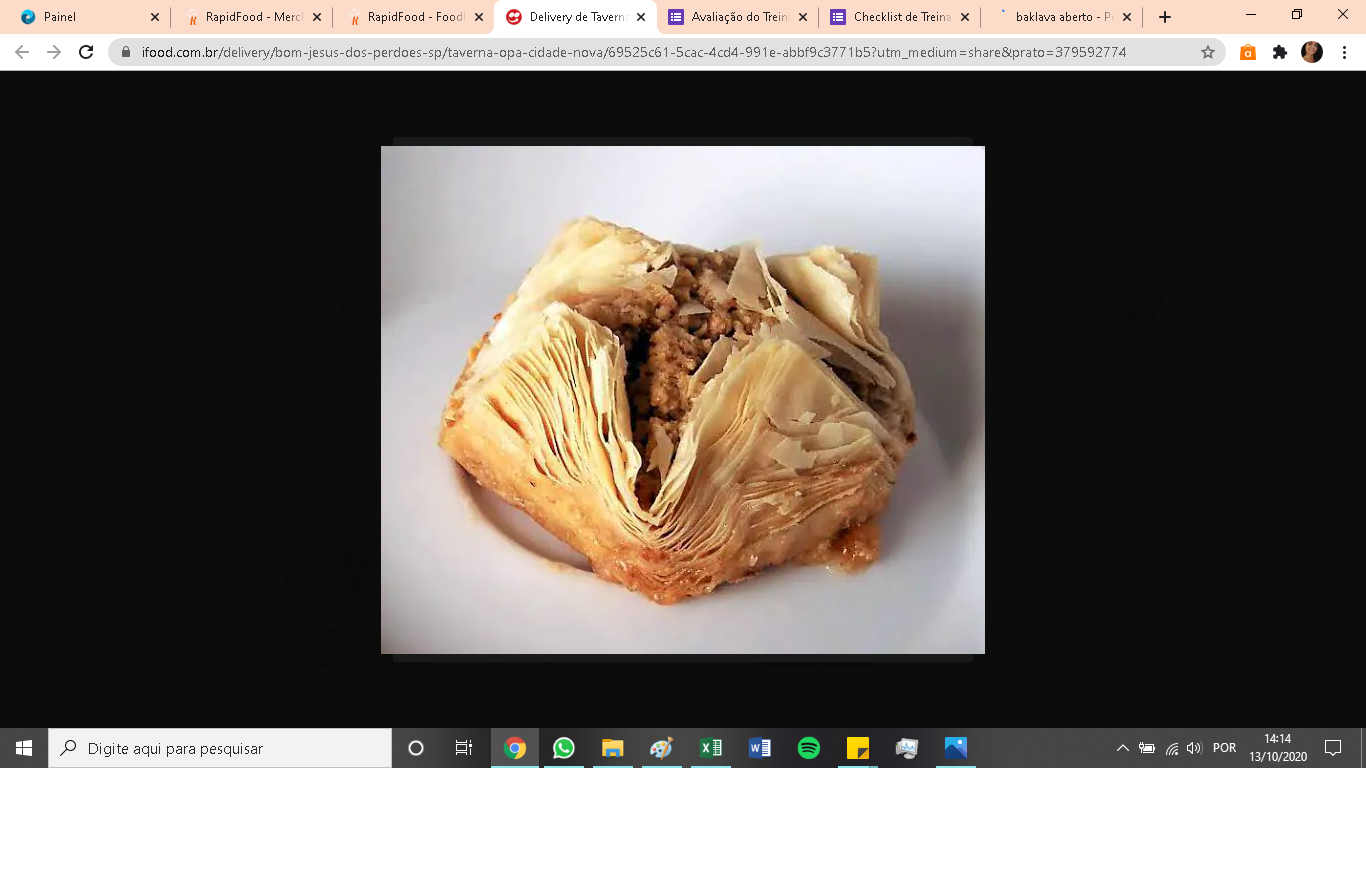 Painel
RapidFood - Merc
RapidFood - Food
Delivery de Taverna
Avaliação do Trein
Checklist de Treina
baklava aberto - P
ifood.com.br/delivery/bom-jesus-dos-perdoes-sp/taverna-opa-cidade-nova/69525c61-5cac-4cd4-991e-abbf9c3771b5?utm_medium=share&prato=379592774
Digite aqui para pesquisar
POR
14:14
13/10/2020